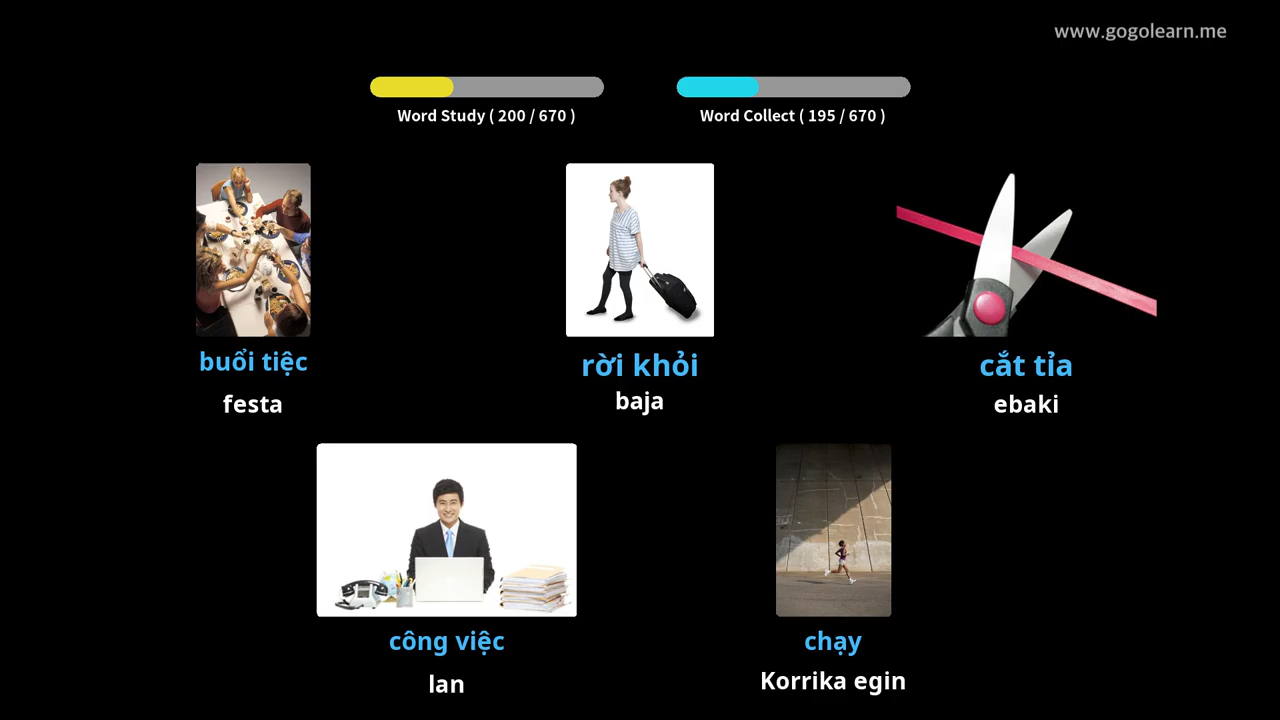 www.gogolearn.me
Word Study ( 200 / 670 )
Word Collect ( 195 / 670 )
buổi tiệc
festa
rời khỏi
baja
cắt tỉa
ebaki
công việc
lan
chạy
Korrika egin